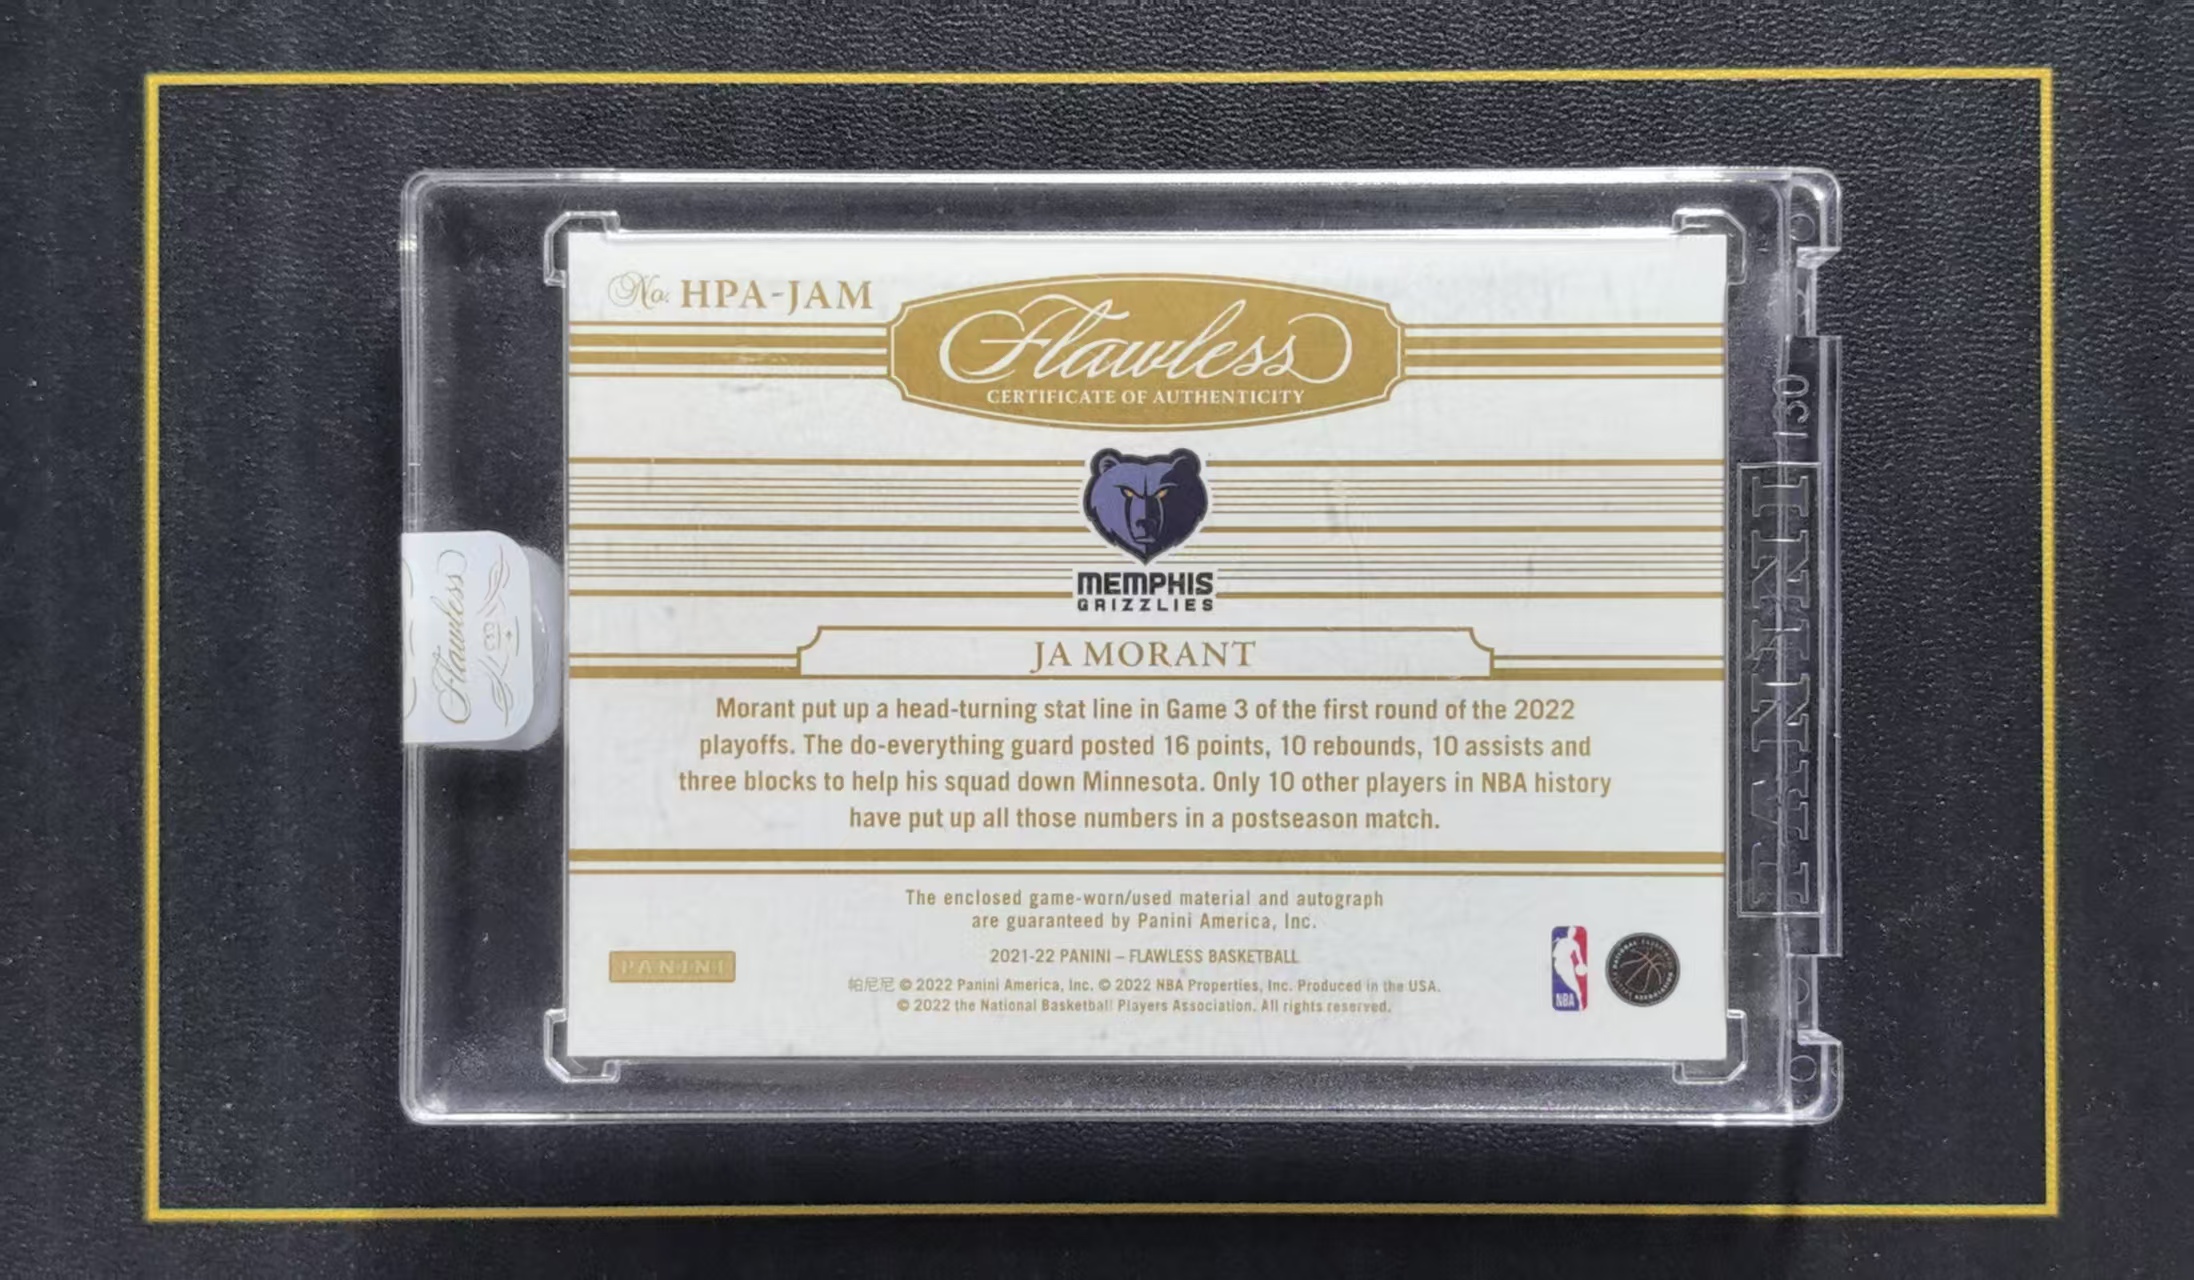 No. HPA-JAM
Flawless
CERTIFICATE OF AUTHENTICITY
130
MEMPHIS
GRIZZLIES
Flawless
PANINI
JA MORANT
Morant put up a head-turning stat line in Game 3 of the first round of the 2022
playoffs. The do-everything guard posted 16 points, 10 rebounds, 10 assists and
three blocks to help his squad down Minnesota. Only 10 other players in NBA history
have put up all those numbers in a postseason match.
The enclosed game-worn/used material and autograph
are guaranteed by Panini America, Inc.
2021-22 PANINI – FLAWLESS BASKETBALL
PANINI
帕尼尼 © 2022 Panini America, Inc. © 2022 NBA Properties, Inc. Produced in the USA.
© 2022 the National Basketball Players Association. All rights reserved.
NBA